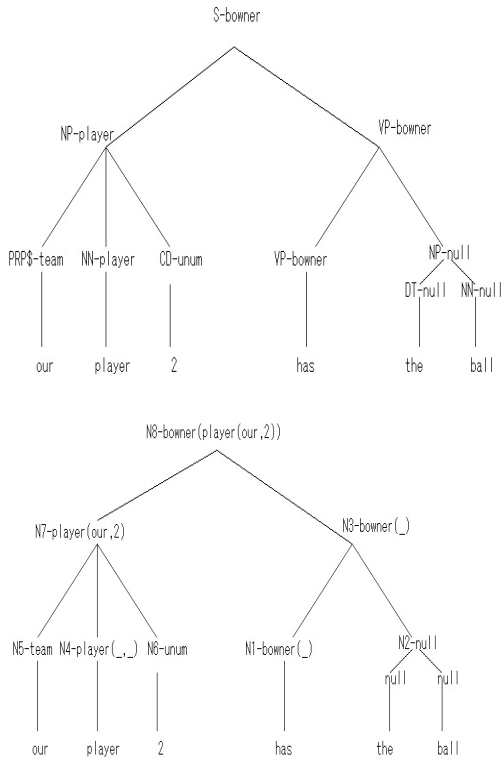 S-bowner
NP-player VP-bowner
PRP$-team NN-player CD-unum VP-bowner NP-null
DT-null NN-null
our player 2 has the ball
N8-bowner(player(our,2))
N7-player(our,2) N3-bowner(_)
N5-team N4-player(_,_) N6-unum N1-bowner(_) N2-null
null null
our player 2 has the ball